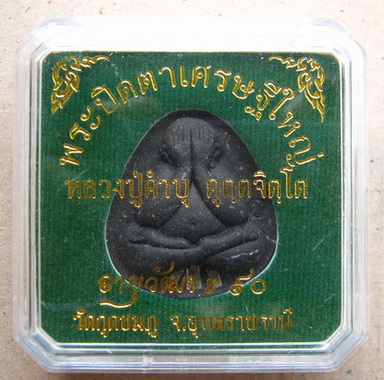 พระปิดตาเศรษฐีใหญ่
หลวงปู่คำบุ คุตฺตจิตฺโต
อายุวัฒนะ ๙๐
วัดกุดชมภู จ.อุบลราชธานี